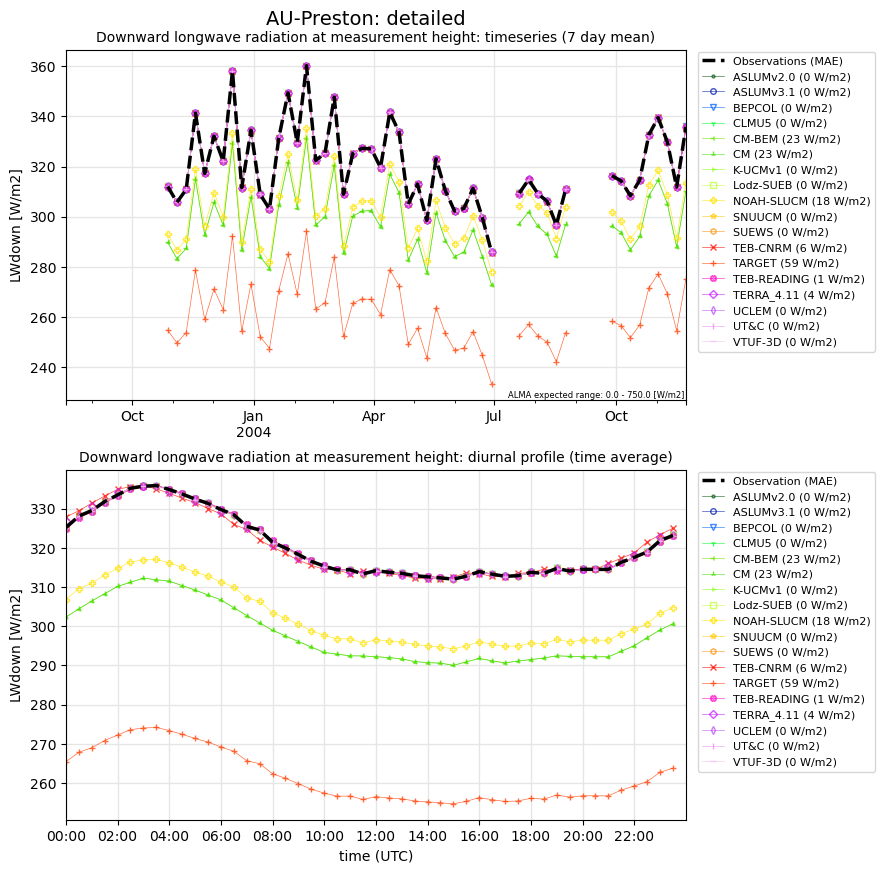 AU-Preston: detailed
Downward longwave radiation at measurement height: timeseries (7 day mean)
LWdown [W/m2]
360
340
320
300
280
260
240
Oct
Jan
2004
Apr
Jul
Oct
ALMA expected range: 0.0 - 750.0 [W/m2]
Observations (MAE)
ASLUMv2.0 (0 W/m2)
ASLUMv3.1 (0 W/m2)
BEPCOL (0 W/m2)
CLMU5 (0 W/m2)
CM-BEM (23 W/m2)
CM (23 W/m2)
K-UCMv1 (0 W/m2)
Lodz-SUEB (0 W/m2)
NOAH-SLUCM (18 W/m2)
SNUUCM (0 W/m2)
SUEWS (0 W/m2)
TEB-CNRM (6 W/m2)
TARGET (59 W/m2)
TEB-READING (1 W/m2)
TERRA_4.11 (4 W/m2)
UCLEM (0 W/m2)
UT&C (0 W/m2)
VTUF-3D (0 W/m2)
Downward longwave radiation at measurement height: diurnal profile (time average)
LWdown [W/m2]
330
320
310
300
290
280
270
260
00:00
02:00
04:00
06:00
08:00
10:00
12:00
14:00
16:00
18:00
20:00
22:00
time (UTC)
Observation (MAE)
ASLUMv2.0 (0 W/m2)
ASLUMv3.1 (0 W/m2)
BEPCOL (0 W/m2)
CLMU5 (0 W/m2)
CM-BEM (23 W/m2)
CM (23 W/m2)
K-UCMv1 (0 W/m2)
Lodz-SUEB (0 W/m2)
NOAH-SLUCM (18 W/m2)
SNUUCM (0 W/m2)
SUEWS (0 W/m2)
TEB-CNRM (6 W/m2)
TARGET (59 W/m2)
TEB-READING (1 W/m2)
TERRA_4.11 (4 W/m2)
UCLEM (0 W/m2)
UT&C (0 W/m2)
VTUF-3D (0 W/m2)